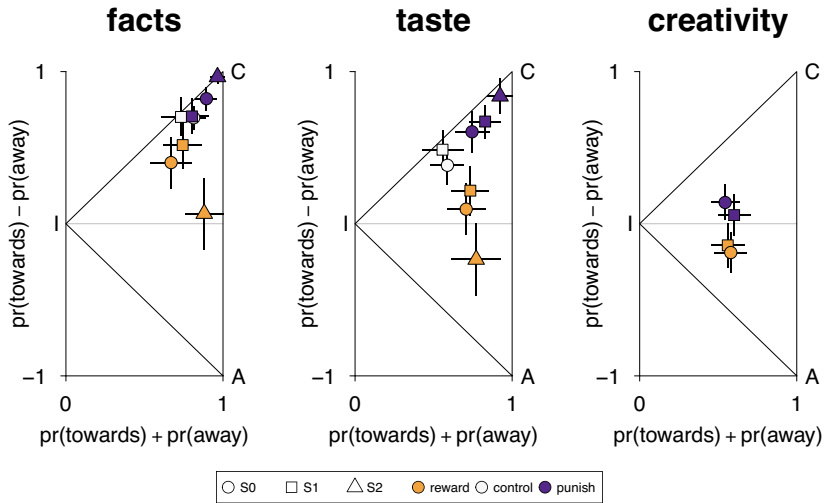 facts
taste
creativity
1
C
I
−1
A
0
1
pr(towards) − pr(away)
pr(towards) + pr(away)
1
C
I
−1
A
0
1
pr(towards) − pr(away)
pr(towards) + pr(away)
1
C
I
−1
A
0
1
pr(towards) − pr(away)
pr(towards) + pr(away)
S0 S1 S2 reward control punish